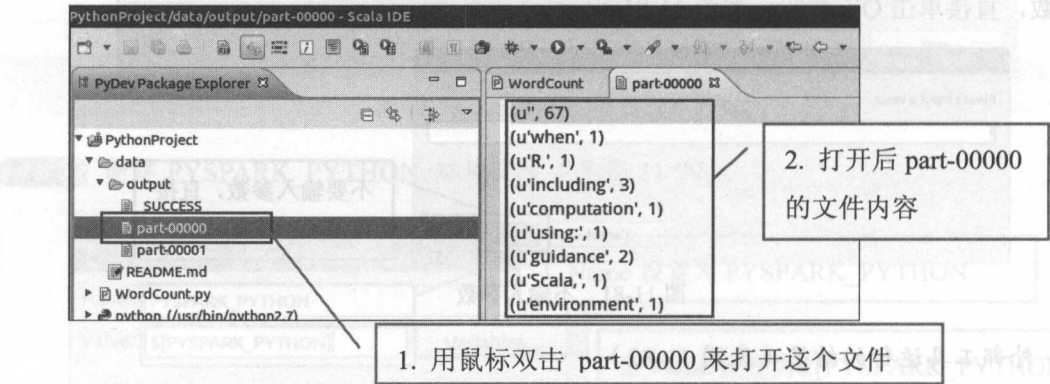 PythonProject/data/output/part-00000 - Scala IDE
PyDev Package Explorer
WordCount
part-00000
PythonProject
data
output
_SUCCESS
part-00000
part-00001
README.md
WordCount.py
python (/usr/bin/python2.7)
(u'', 67)
(u'when', 1)
(u'R,', 1)
(u'including', 3)
(u'computation', 1)
(u'using:', 1)
(u'guidance', 2)
(u'Scala,', 1)
(u'environment', 1)
2. 打开后 part-00000
的文件内容
1. 用鼠标双击 part-00000 来打开这个文件